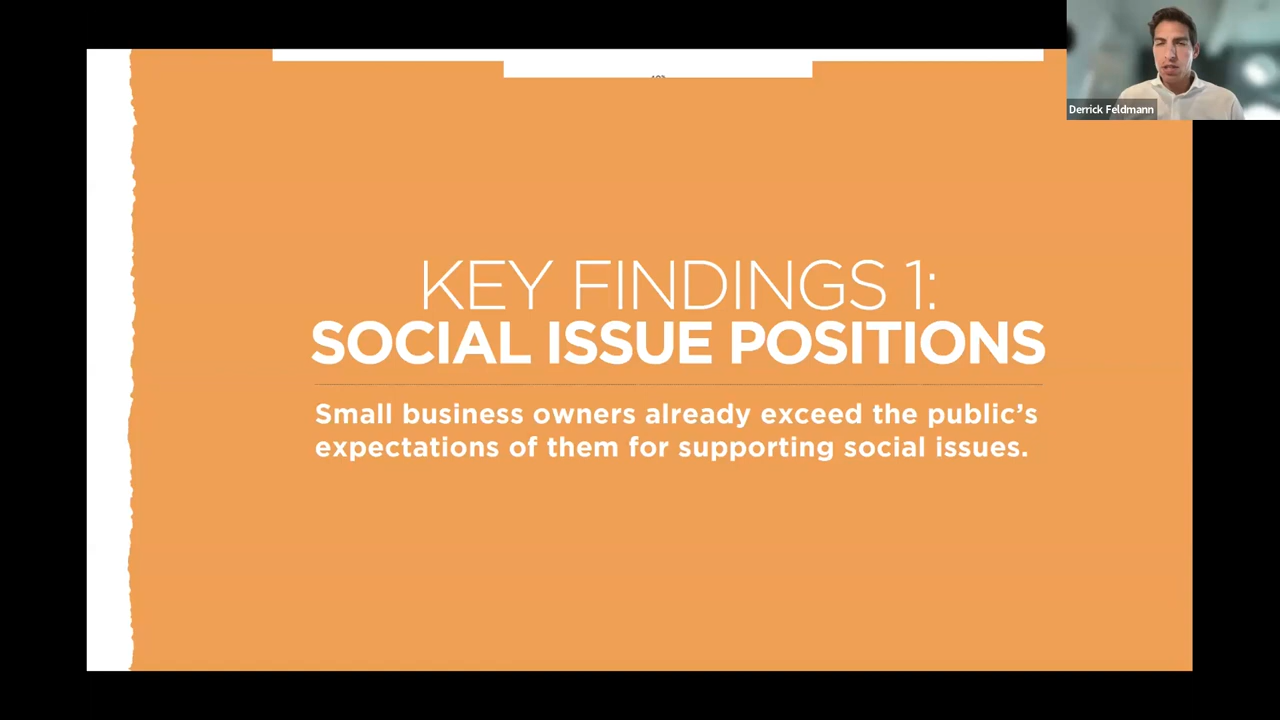 Derrick Feldmann
KEY FINDINGS 1:
SOCIAL ISSUE POSITIONS
Small business owners already exceed the public’s
expectations of them for supporting social issues.